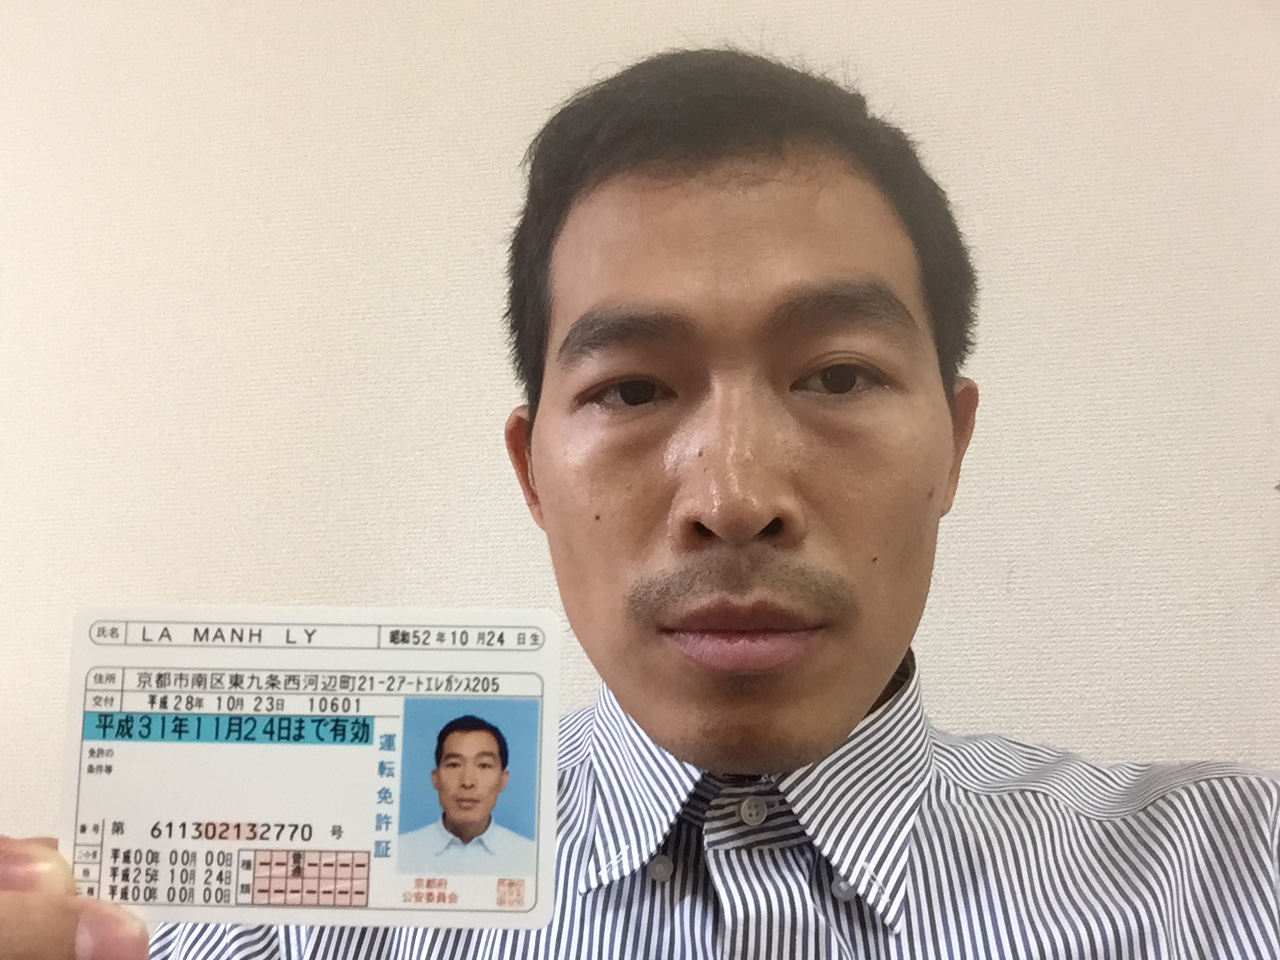 氏名 LA MANH LY 昭和52年10月24日生
住所 京都市南区東九条西河辺町21-2アートエレガンス205
交付 平成28年10月23日 10601
平成31年11月24日まで有効
免許の
条件等
運転免許証
番号 第 611302132770 号
二・小・原 平成00年00月00日
他 平成25年10月24日
二種 平成00年00月00日
種類 普通
京都府
公安委員会